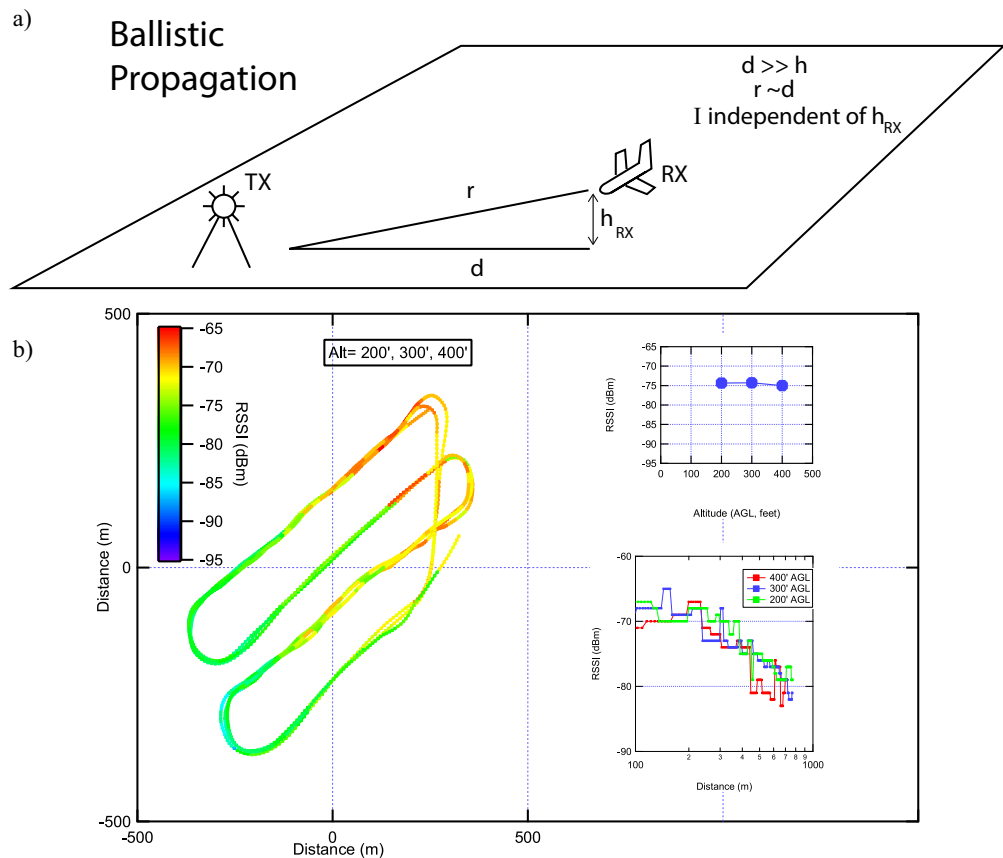 a)
Ballistic
Propagation
d >> h
r ~d
I independent of hRX
TX
r
RX
hRX
d
b)
500
0
-500
Distance (m)
-65
-70
-75
-80
-85
-90
-95
RSSI (dBm)
Alt= 200', 300', 400'
-65
-70
-75
-80
-85
-90
-95
RSSI (dBm)
0 100 200 300 400 500
Altitude (AGL, feet)
-60
-70
-80
-90
RSSI (dBm)
400' AGL
300' AGL
200' AGL
100 2 3 4 5 6 7 8 9 1000
Distance (m)
-500 0 500
Distance (m)